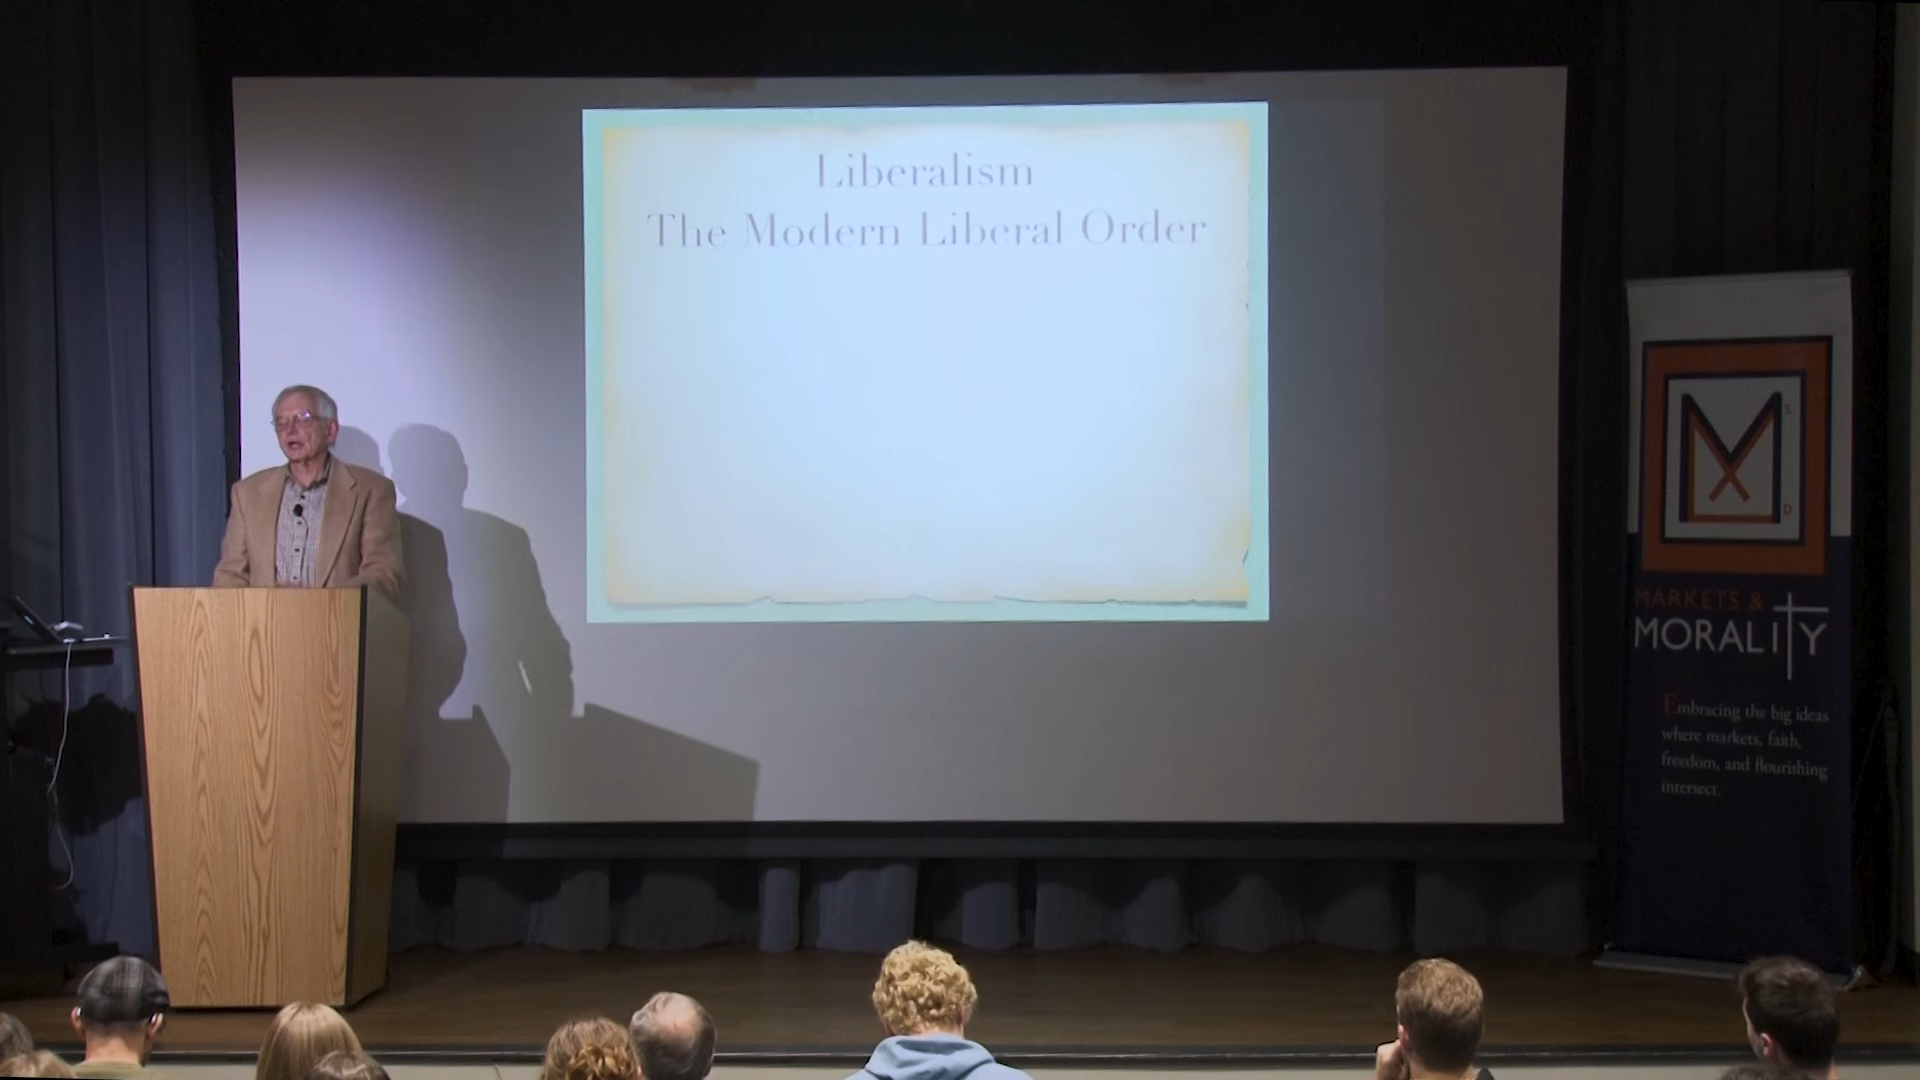 Liberalism
The Modern Liberal Order
M
S
D
MARKETS &
MORALITY
Embracing the big ideas
where markets, faith,
freedom, and flourishing
intersect.